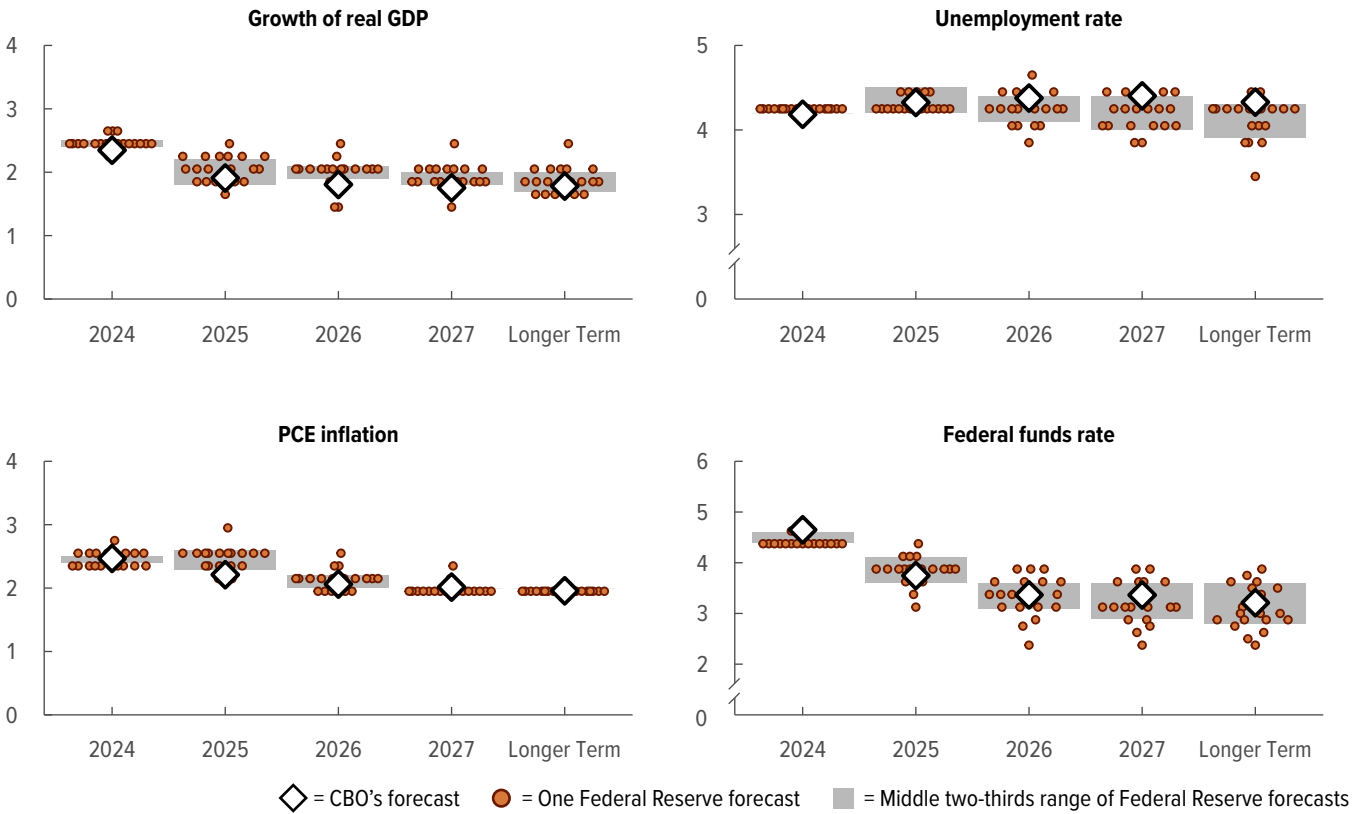 Growth of real GDP
4
3
2
1
0
2024 2025 2026 2027 Longer Term
Unemployment rate
5
4
3
0
2024 2025 2026 2027 Longer Term
PCE inflation
4
3
2
1
0
2024 2025 2026 2027 Longer Term
Federal funds rate
6
5
4
3
2
0
2024 2025 2026 2027 Longer Term
= CBO’s forecast = One Federal Reserve forecast = Middle two-thirds range of Federal Reserve forecasts